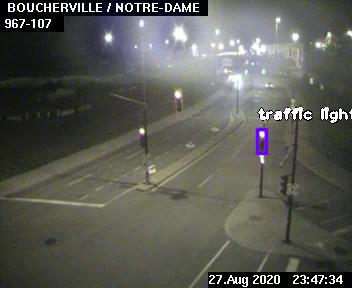 BOUCHERVILLE / NOTRE-DAME
967-107
traffic light
27.Aug 2020 23:47:34